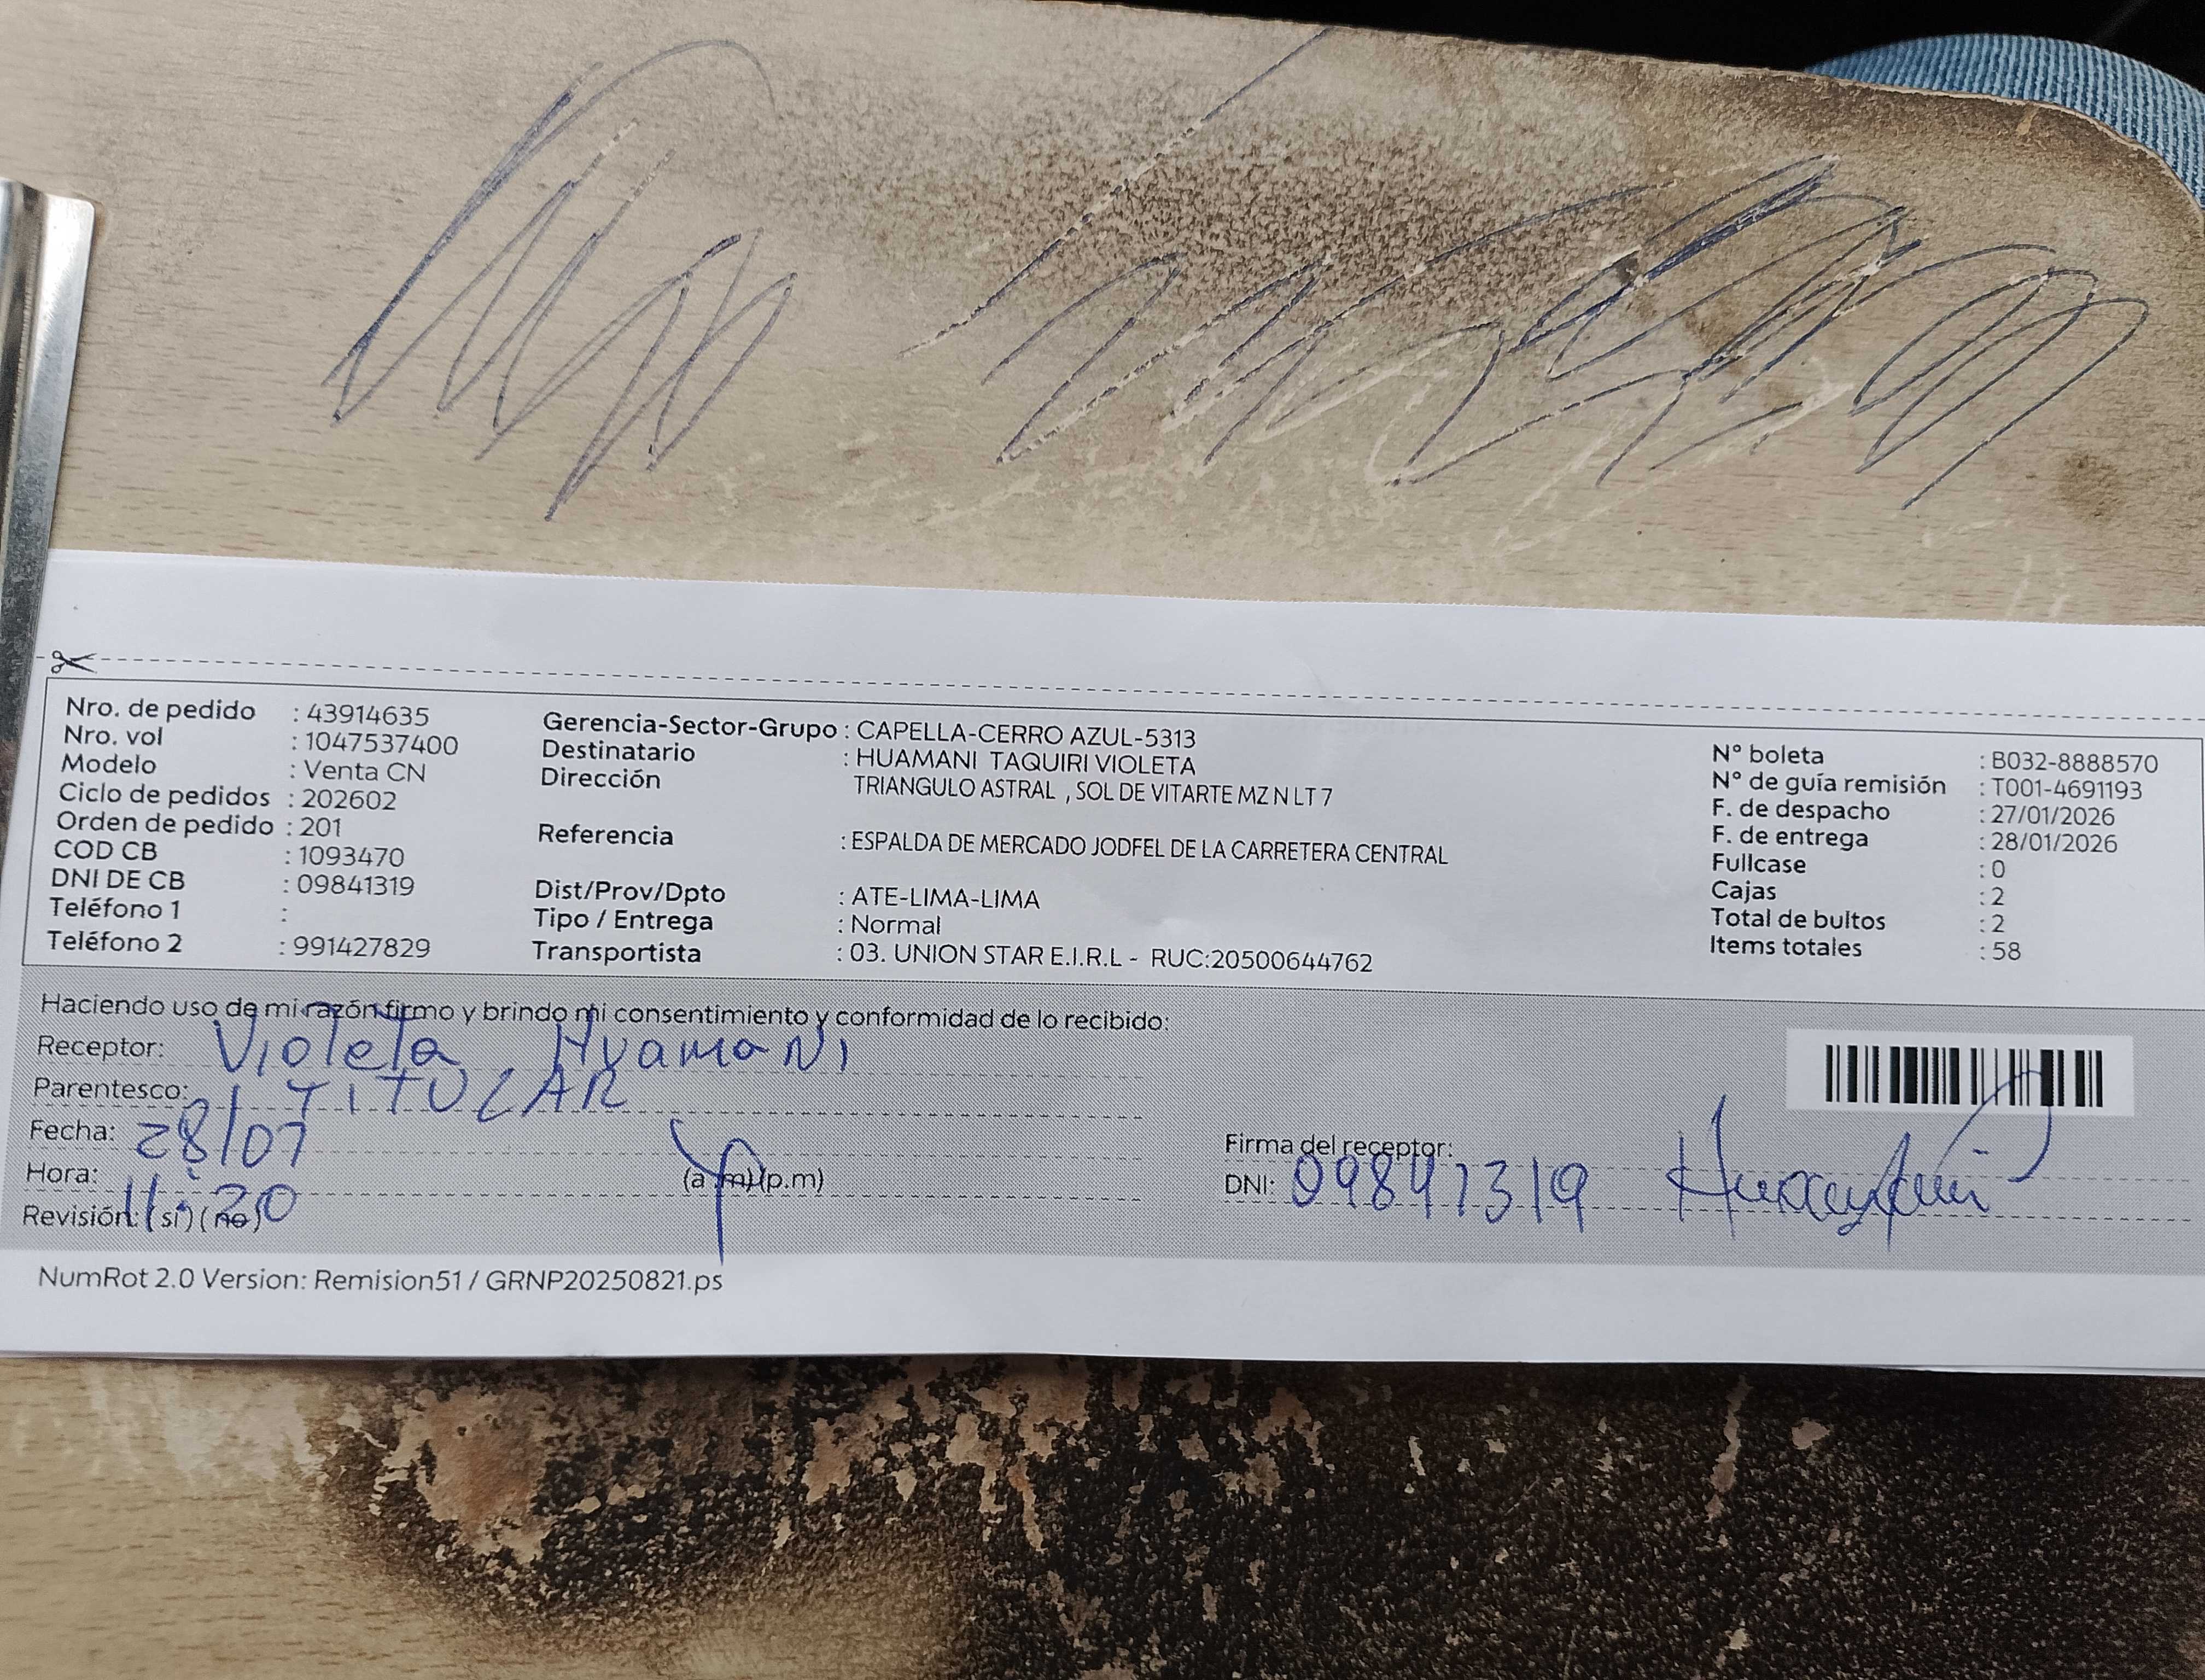 Nro. de pedido : 43914635
Nro. vol : 1047537400
Modelo : Venta CN
Ciclo de pedidos : 202602
Orden de pedido : 201
COD CB : 1093470
DNI DE CB : 09841319
Teléfono 1 :
Teléfono 2 : 991427829
Gerencia-Sector-Grupo : CAPELLA-CERRO AZUL-5313
Destinatario : HUAMANI TAQUIRI VIOLETA
Dirección TRIANGULO ASTRAL , SOL DE VITARTE MZ N LT 7
Referencia : ESPALDA DE MERCADO JODFEL DE LA CARRETERA CENTRAL
Dist/Prov/Dpto : ATE-LIMA-LIMA
Tipo / Entrega : Normal
Transportista : 03. UNION STAR E.I.R.L - RUC:20500644762
N° boleta : B032-8888570
N° de guía remisión : T001-4691193
F. de despacho : 27/01/2026
F. de entrega : 28/01/2026
Fullcase : 0
Cajas : 2
Total de bultos : 2
Items totales : 58
Haciendo uso de mi razón firmo y brindo mi consentimiento y conformidad de lo recibido:
Receptor: Violeta HuamaNi
Parentesco: TITULAR
Fecha: 28/01
Hora: 11:20 (a.m)(p.m)
Revisión: (si) (no)
Firma del receptor:
DNI: 09841319
NumRot 2.0 Version: Remision51 / GRNP20250821.ps